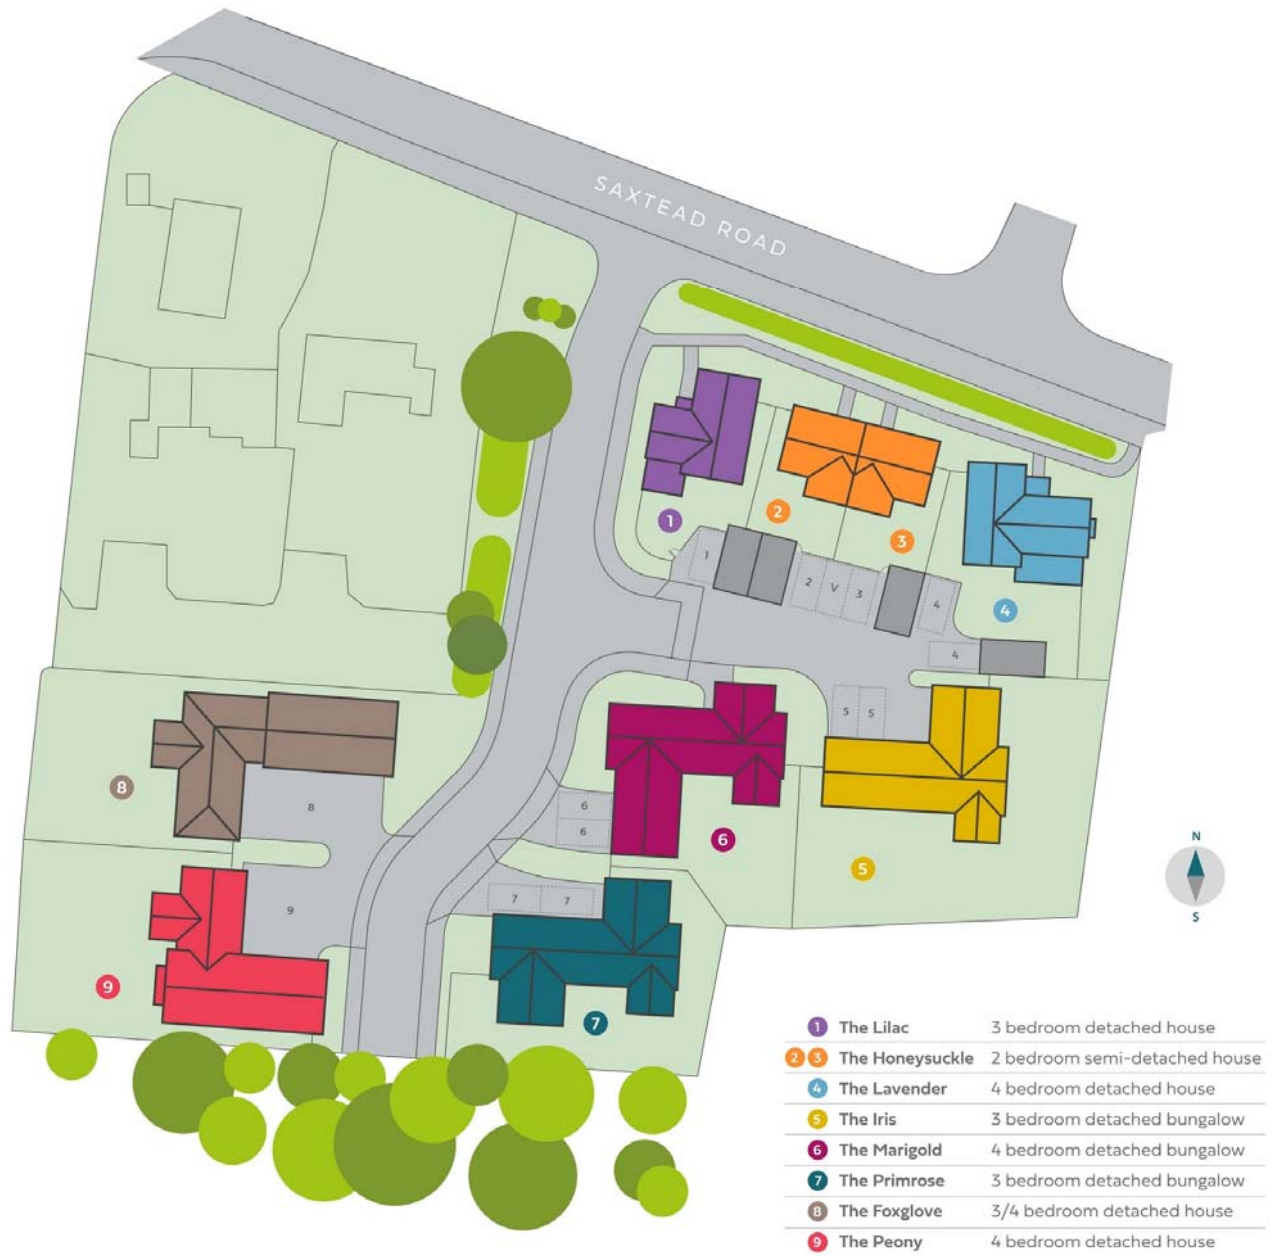 SAXTEAD ROAD
1
2
3
1
2
V
3
4
4
4
5
5
8
8
6
6
6
5
9
7
7
9
7
N
S
1 The Lilac 3 bedroom detached house
2 3 The Honeysuckle 2 bedroom semi-detached house
4 The Lavender 4 bedroom detached house
5 The Iris 3 bedroom detached bungalow
6 The Marigold 4 bedroom detached bungalow
7 The Primrose 3 bedroom detached bungalow
8 The Foxglove 3/4 bedroom detached house
9 The Peony 4 bedroom detached house